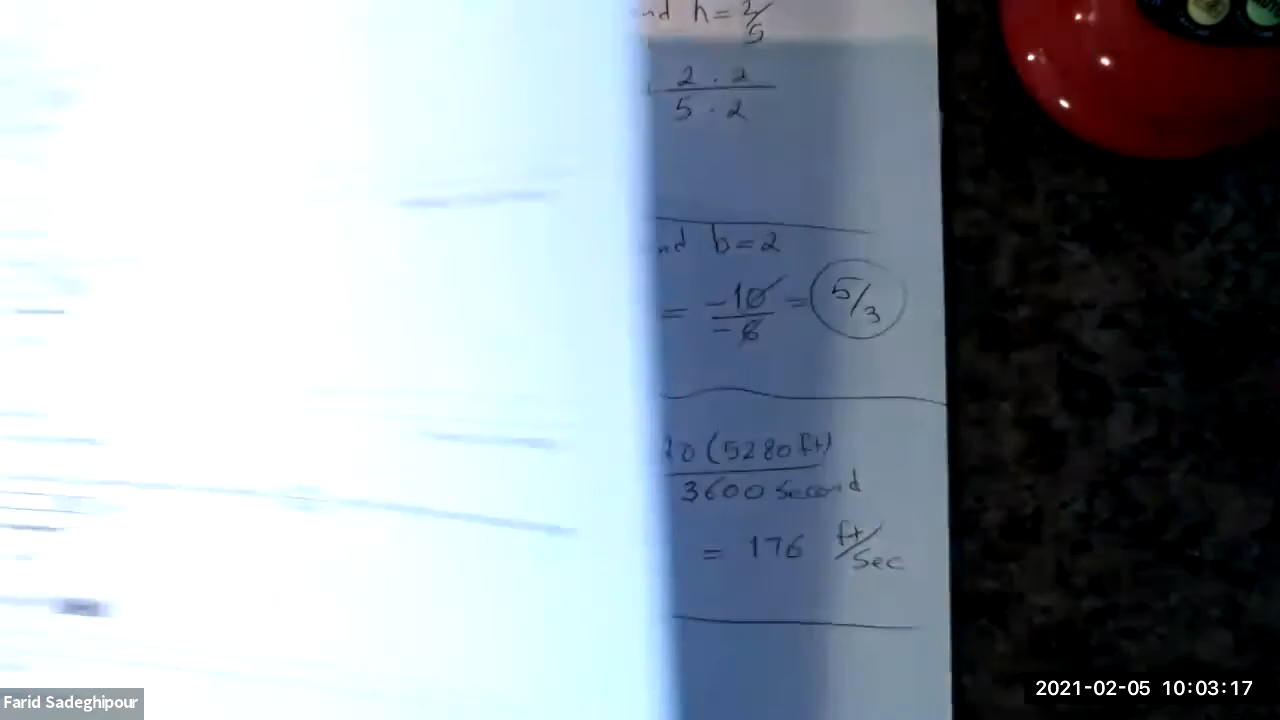 h = 2/5
2 . 2
5 . 2
b = 2
= -10/-6 = 5/3
0 (5280 ft)
3600 second
= 176 ft/sec
Farid Sadeghipour
2021-02-05 10:03:17